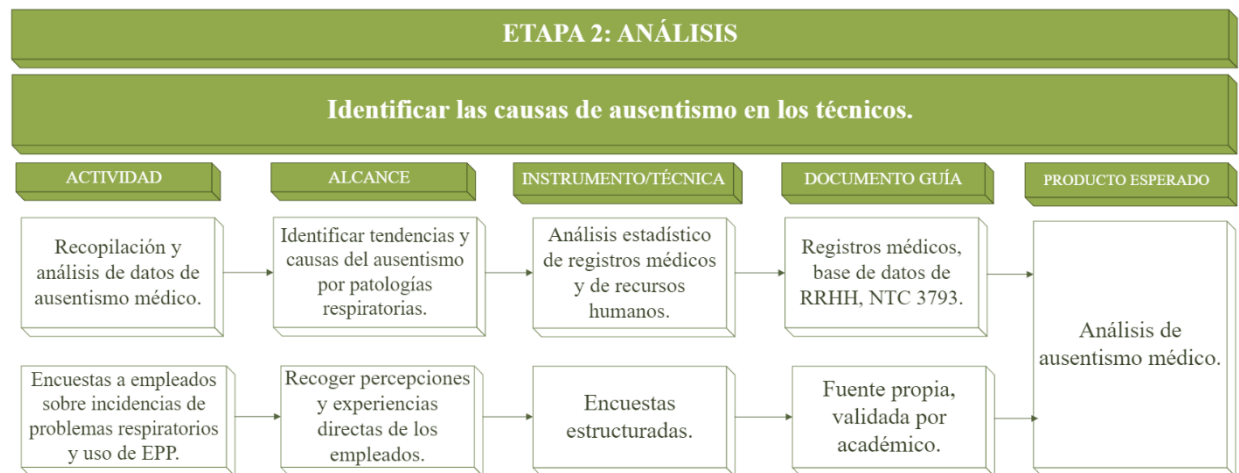 ETAPA 2: ANÁLISIS
Identificar las causas de ausentismo en los técnicos.
ACTIVIDAD
ALCANCE
INSTRUMENTO/TÉCNICA
DOCUMENTO GUÍA
PRODUCTO ESPERADO
Recopilación y
análisis de datos de
ausentismo médico.
Identificar tendencias y
causas del ausentismo
por patologías
respiratorias.
Análisis estadístico
de registros médicos
y de recursos
humanos.
Registros médicos,
base de datos de
RRHH, NTC 3793.
Análisis de
ausentismo médico.
Encuestas a empleados
sobre incidencias de
problemas respiratorios
y uso de EPP.
Recoger percepciones
y experiencias
directas de los
empleados.
Encuestas
estructuradas.
Fuente propia,
validada por
académico.